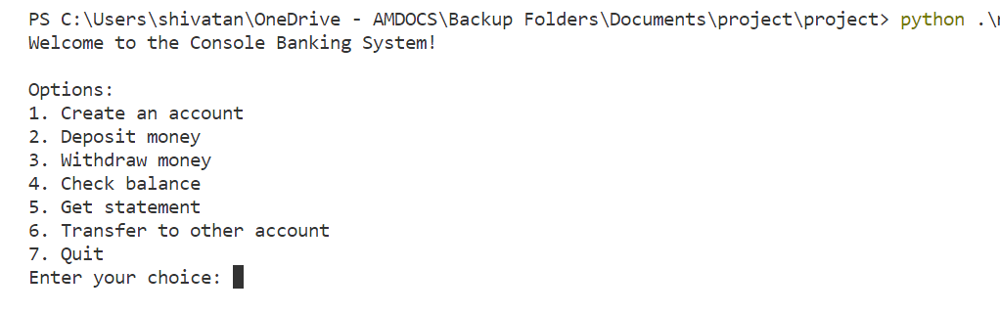 PS C:\Users\shivatan\OneDrive - AMDOCS\Backup Folders\Documents\project\project> python .\
Welcome to the Console Banking System!
Options:
1. Create an account
2. Deposit money
3. Withdraw money
4. Check balance
5. Get statement
6. Transfer to other account
7. Quit
Enter your choice: